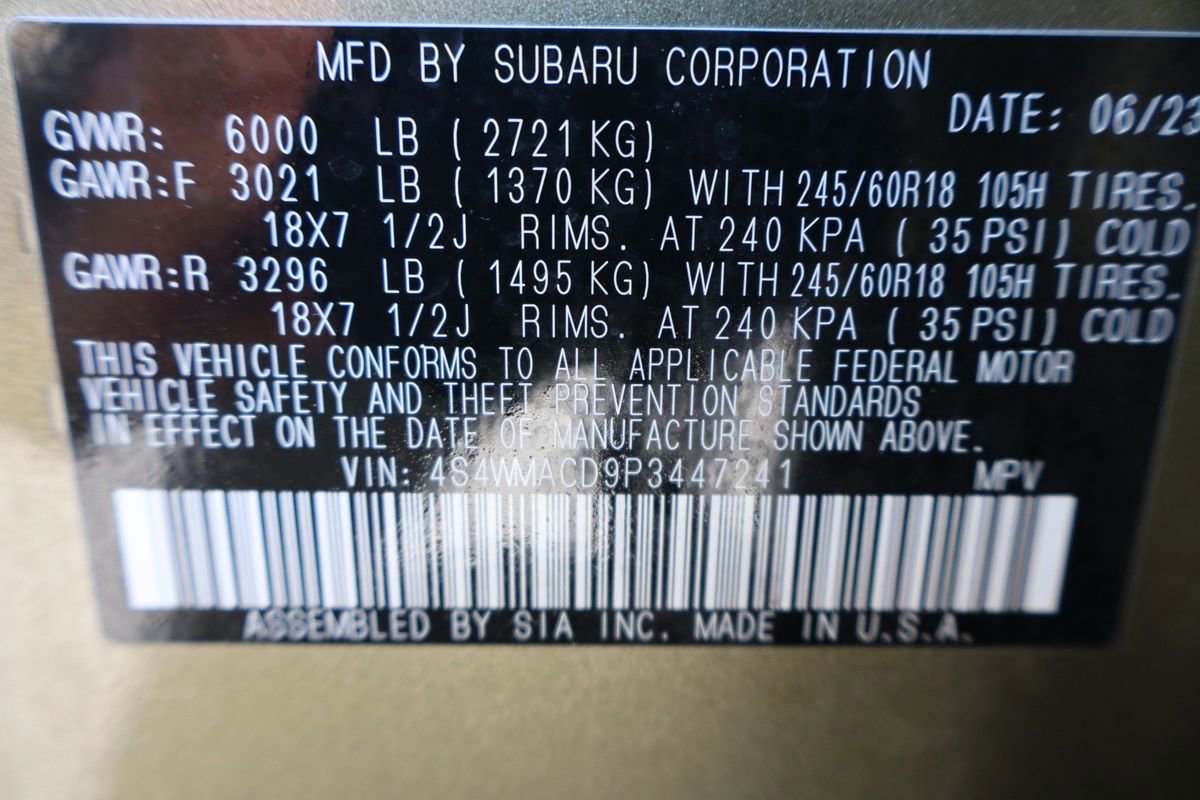 MFD BY SUBARU CORPORATION
DATE: 06/23
GVWR: 6000 LB ( 2721 KG)
GAWR:F 3021 LB ( 1370 KG) WITH 245/60R18 105H TIRES.
18X7 1/2J RIMS. AT 240 KPA ( 35 PSI) COLD
GAWR:R 3296 LB ( 1495 KG) WITH 245/60R18 105H TIRES.
18X7 1/2J RIMS. AT 240 KPA ( 35 PSI) COLD
THIS VEHICLE CONFORMS TO ALL APPLICABLE FEDERAL MOTOR
VEHICLE SAFETY AND THEFT PREVENTION STANDARDS
IN EFFECT ON THE DATE OF MANUFACTURE SHOWN ABOVE.
VIN: 4S4WMACD9P3447241 MPV
ASSEMBLED BY SIA INC. MADE IN U.S.A.